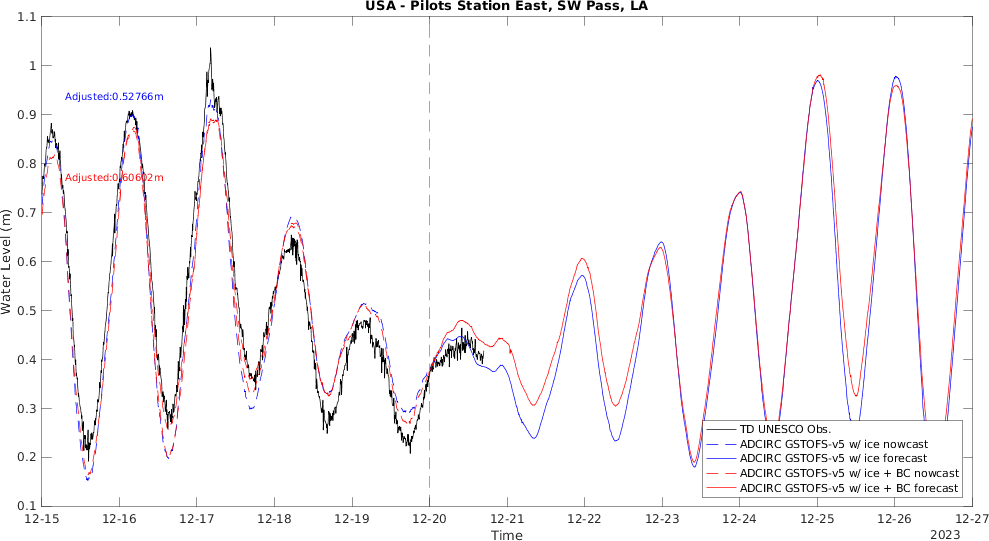 USA - Pilots Station East, SW Pass, LA
1.1
1
0.9
0.8
0.7
0.6
0.5
0.4
0.3
0.2
0.1
Water Level (m)
Adjusted:0.52766m
Adjusted:0.60602m
TD UNESCO Obs.
ADCIRC GSTOFS-v5 w/ ice nowcast
ADCIRC GSTOFS-v5 w/ ice forecast
ADCIRC GSTOFS-v5 w/ ice + BC nowcast
ADCIRC GSTOFS-v5 w/ ice + BC forecast
12-15 12-16 12-17 12-18 12-19 12-20 12-21 12-22 12-23 12-24 12-25 12-26 12-27
Time
2023